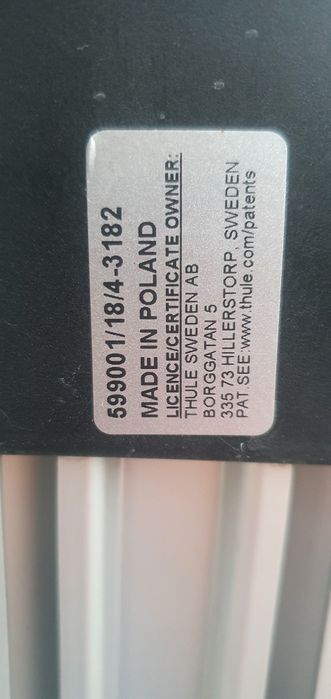 599001/18/4-3182
MADE IN POLAND
LICENCE/CERTIFICATE OWNER:
THULE SWEDEN AB
BORGGATAN 5
335 73 HILLERSTORP, SWEDEN
PAT.SEE:www.thule.com/patents